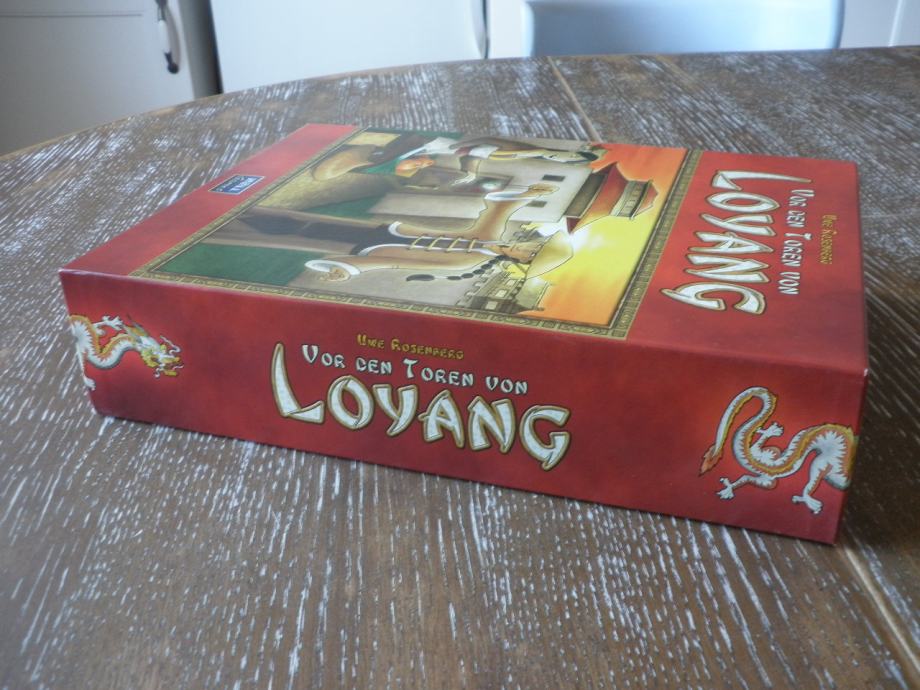 Uwe Rosenberg
Vor den Toren von
Loyang
Uwe Rosenberg
Vor den Toren von
Loyang